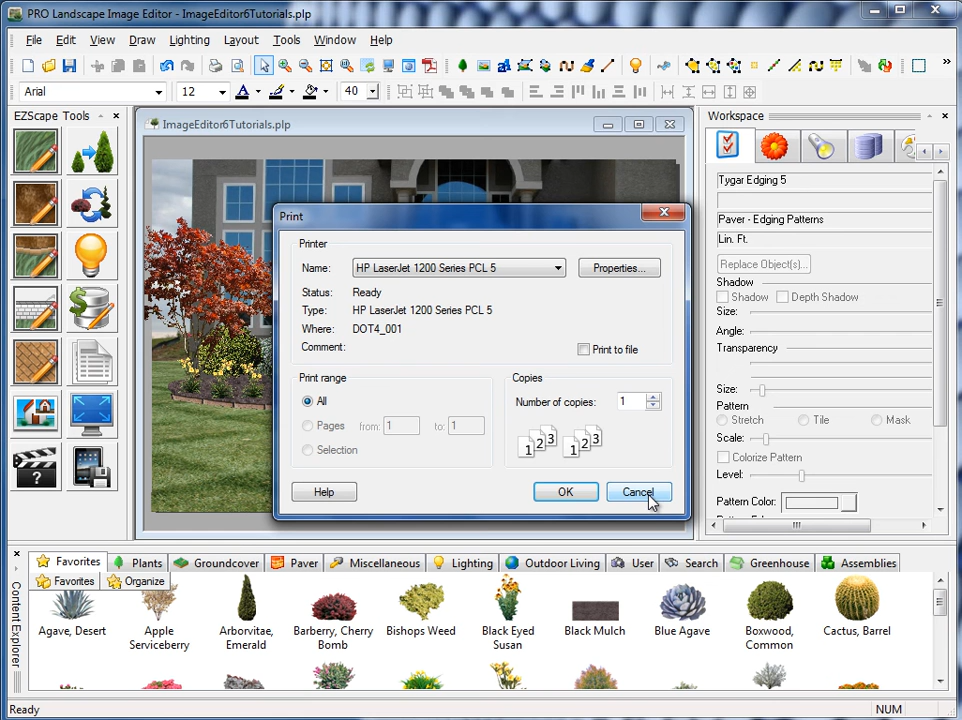 PRO Landscape Image Editor - ImageEditor6Tutorials.plp
File Edit View Draw Lighting Layout Tools Window Help
Arial 12 40
EZScape Tools
ImageEditor6Tutorials.plp
Workspace
Tygar Edging 5
Paver - Edging Patterns
Lin. Ft.
Replace Object(s)...
Shadow
Shadow Depth Shadow
Size:
Angle:
Transparency
Size:
Pattern
Stretch Tile Mask
Scale:
Colorize Pattern
Level:
Pattern Color:
Print
Printer
Name: HP LaserJet 1200 Series PCL 5 Properties...
Status: Ready
Type: HP LaserJet 1200 Series PCL 5
Where: DOT4_001
Comment:
Print to file
Print range
All
Pages from: 1 to: 1
Selection
Copies
Number of copies: 1
1 2 3 1 2 3
Help OK Cancel
Favorites Plants Groundcover Paver Miscellaneous Lighting Outdoor Living User Search Greenhouse Assemblies
Favorites Organize
Content Explorer
Agave, Desert
Apple Serviceberry
Arborvitae, Emerald
Barberry, Cherry Bomb
Bishops Weed
Black Eyed Susan
Black Mulch
Blue Agave
Boxwood, Common
Cactus, Barrel
Ready NUM